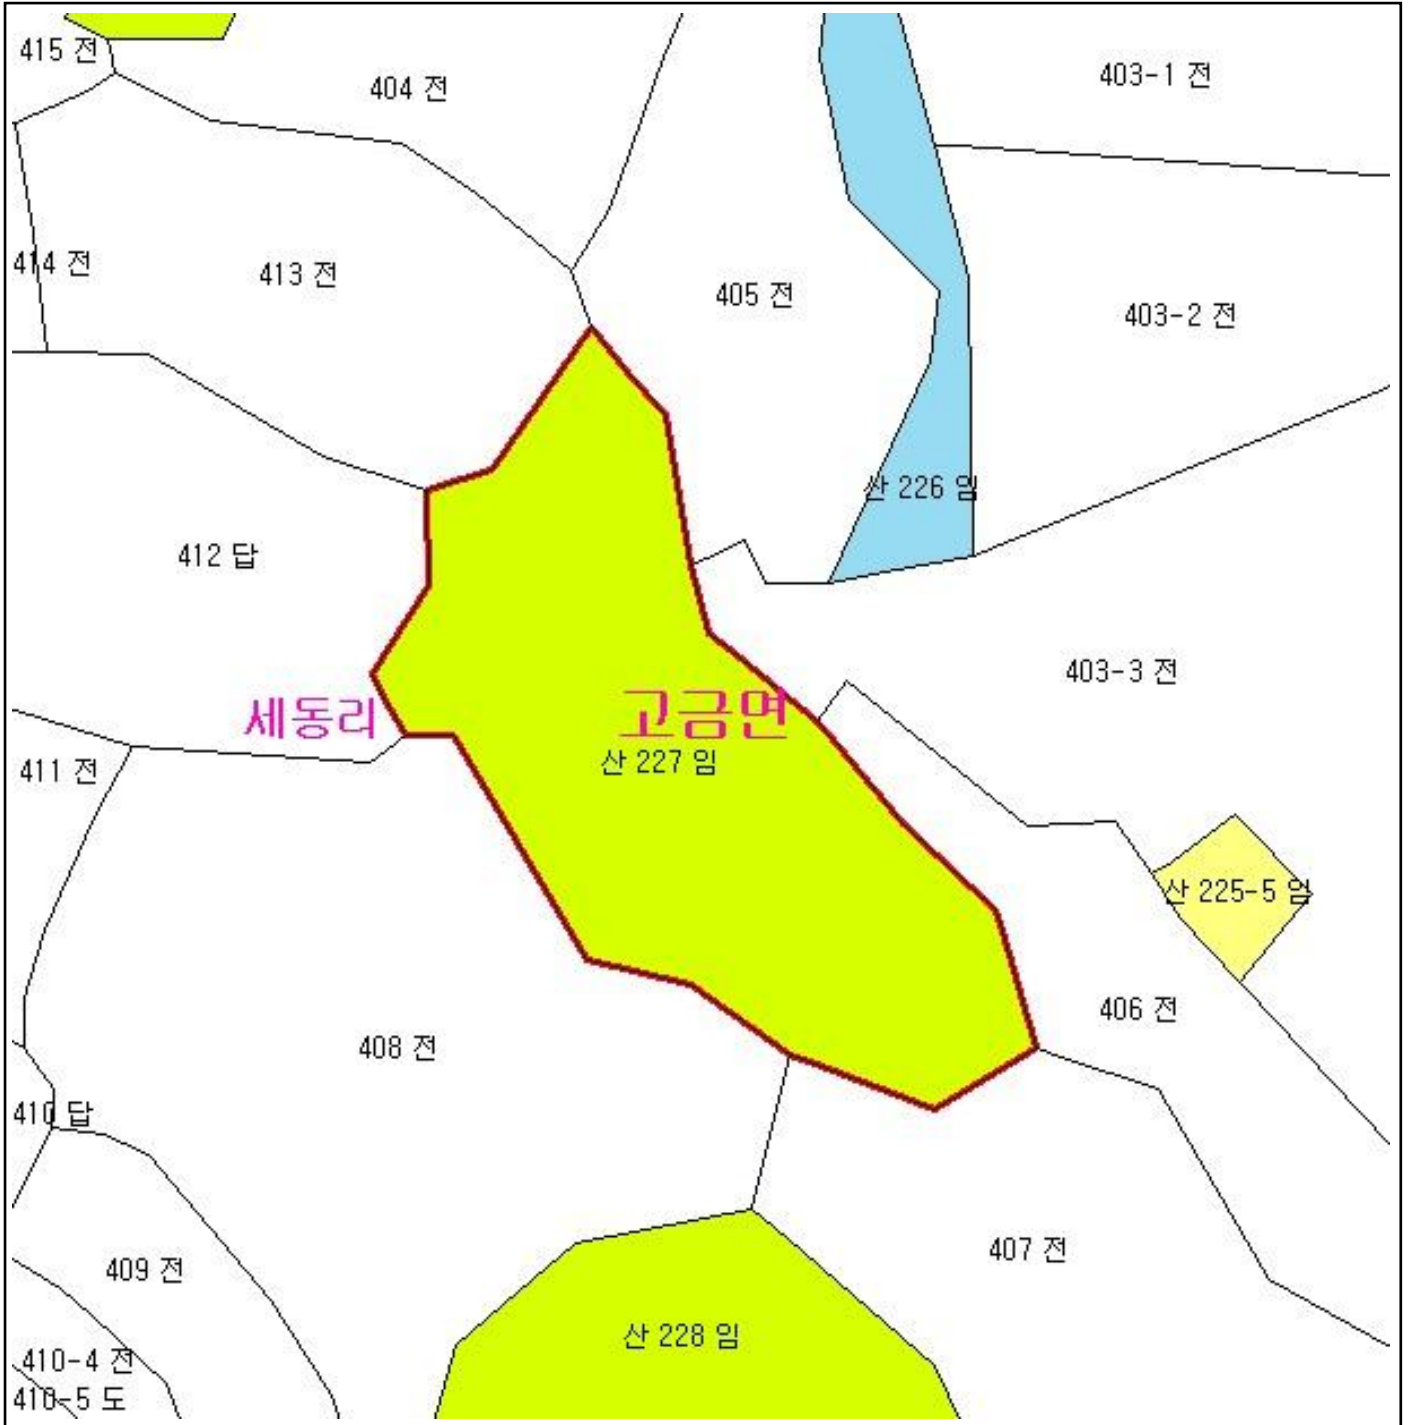 415 전
404 전
403-1 전
414 전
413 전
405 전
403-2 전
산 226 임
412 답
403-3 전
세동리
고금면
산 227 임
411 전
산 225-5 임
406 전
408 전
410 답
407 전
409 전
산 228 임
410-4 전
410-5 도